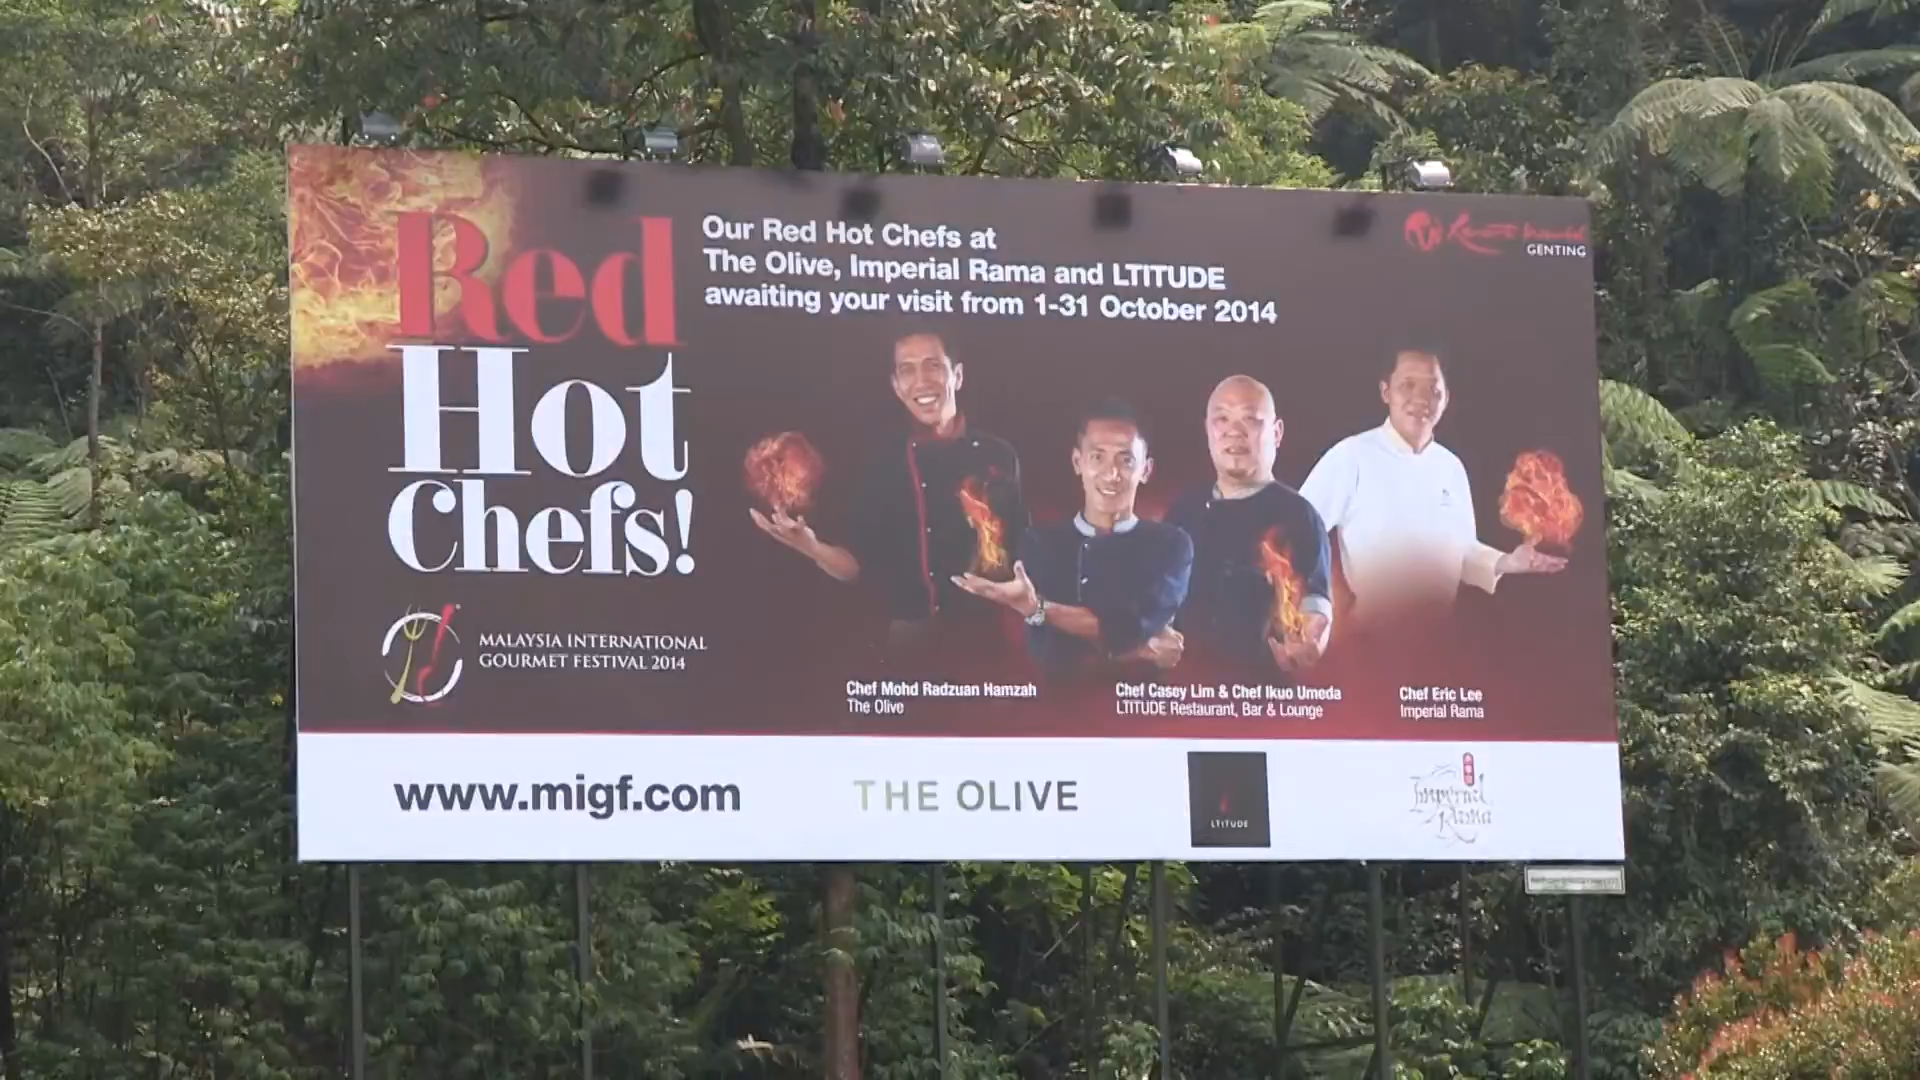 Red
Hot
Chefs!
Our Red Hot Chefs at
The Olive, Imperial Rama and LTITUDE
awaiting your visit from 1-31 October 2014
Resorts World
GENTING
MALAYSIA INTERNATIONAL
GOURMET FESTIVAL 2014
Chef Mohd Radzuan Hamzah
The Olive
Chef Casey Lim & Chef Ikuo Umeda
LTITUDE Restaurant, Bar & Lounge
Chef Eric Lee
Imperial Rama
www.migf.com
THE OLIVE
LTITUDE
Imperial
Rama